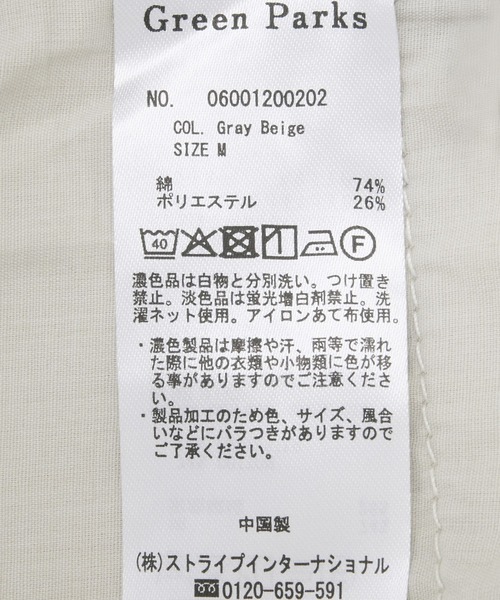 Green Parks
NO. 06001200202
COL. Gray Beige
SIZE M
綿 74%
ポリエステル 26%
40 F
濃色品は白物と分別洗い。つけ置き
禁止。淡色品は蛍光増白剤禁止。洗
濯ネット使用。アイロンあて布使用。
・濃色製品は摩擦や汗、雨等で濡れ
た際に他の衣類や小物類に色が移
る事がありますのでご注意くださ
い。
・製品加工のため色、サイズ、風合
いなどにバラつきがありますので
ご了承ください。
中国製
(株)ストライプインターナショナル
0120-659-591